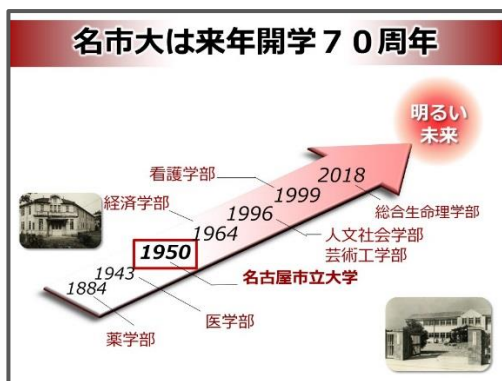 名市大は来年開学７０周年
明るい
未来
看護学部
2018
1999
総合生命理学部
経済学部
1996
人文社会学部
芸術工学部
1964
1950
名古屋市立大学
1943
医学部
1884
薬学部